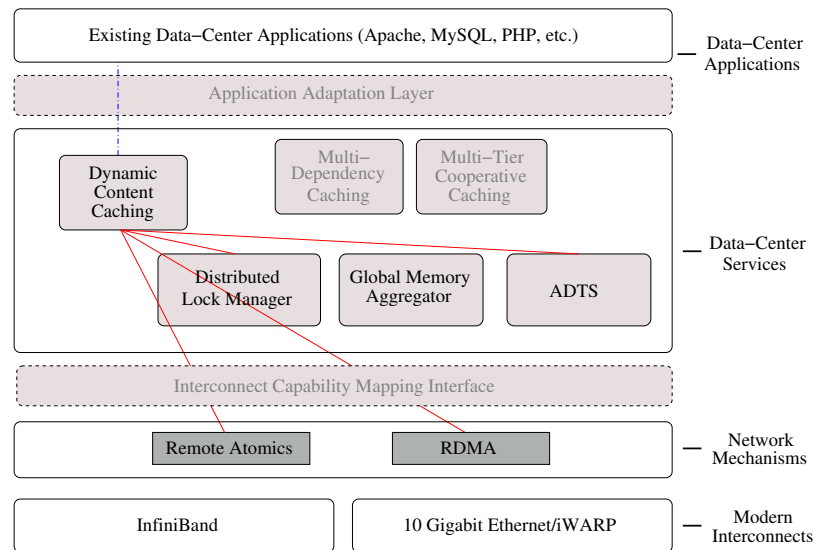 Existing Data−Center Applications (Apache, MySQL, PHP, etc.)
Data−Center
Applications
Application Adaptation Layer
Dynamic
Content
Caching
Multi−
Dependency
Caching
Multi−Tier
Cooperative
Caching
Distributed
Lock Manager
Global Memory
Aggregator
ADTS
Data−Center
Services
Interconnect Capability Mapping Interface
Remote Atomics
RDMA
Network
Mechanisms
InfiniBand
10 Gigabit Ethernet/iWARP
Modern
Interconnects